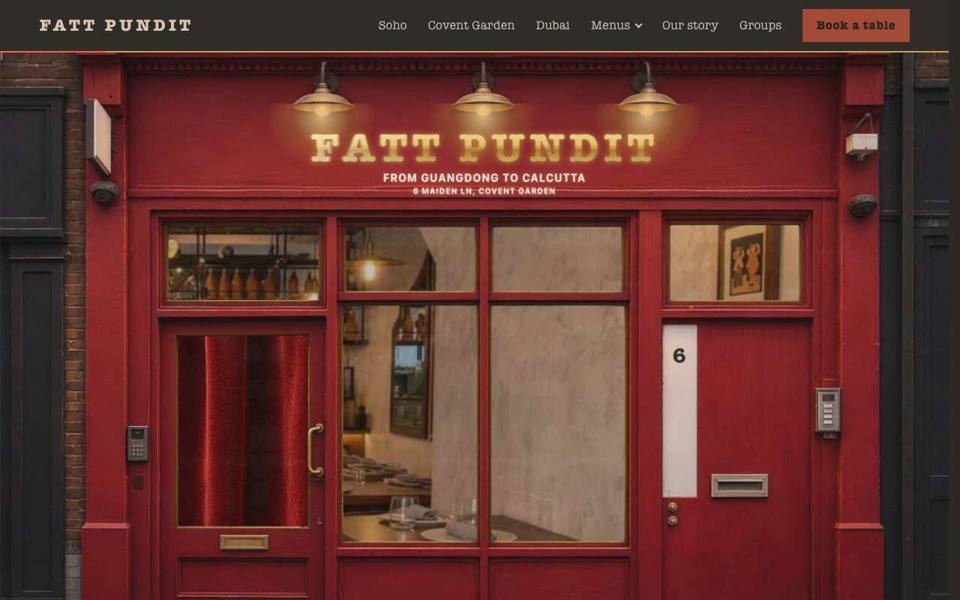 FATT PUNDIT
Soho
Covent Garden
Dubai
Menus
Our story
Groups
Book a table
FATT PUNDIT
FROM GUANGDONG TO CALCUTTA
6 MAIDEN LN, COVENT GARDEN
6